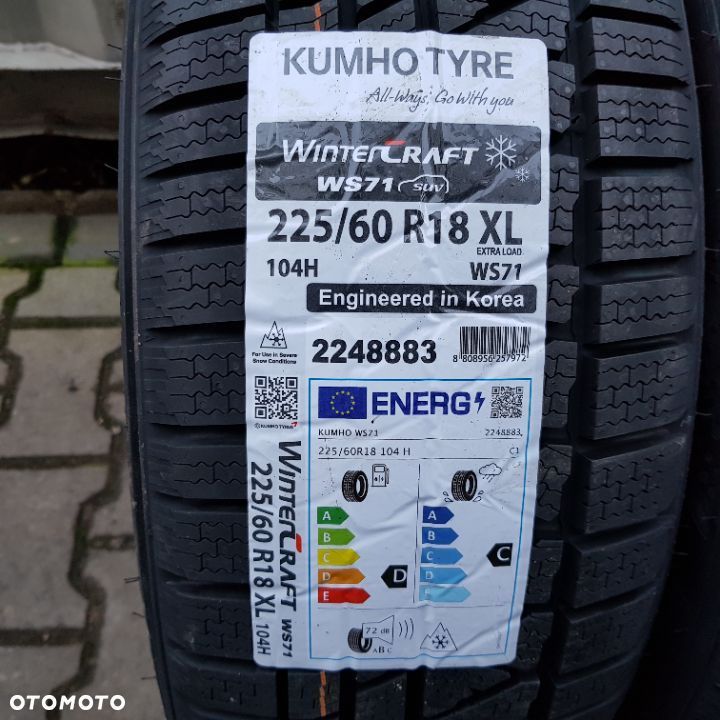 KUMHO TYRE
All-Ways, Go With you
WINTERCRAFT
WS71 SUV
225/60 R18 XL
EXTRA LOAD
104H WS71
Engineered in Korea
For Use in Severe
Snow Conditions
2248883
8 808956 257972
KUMHO TYRE
ENERG
KUMHO WS71 2248883
225/60R18 104 H C1
A
B
C
D
E
D
A
B
C
D
E
C
72 dB
ABC
WINTERCRAFT WS71
225/60 R18 XL 104H
OTOMOTO